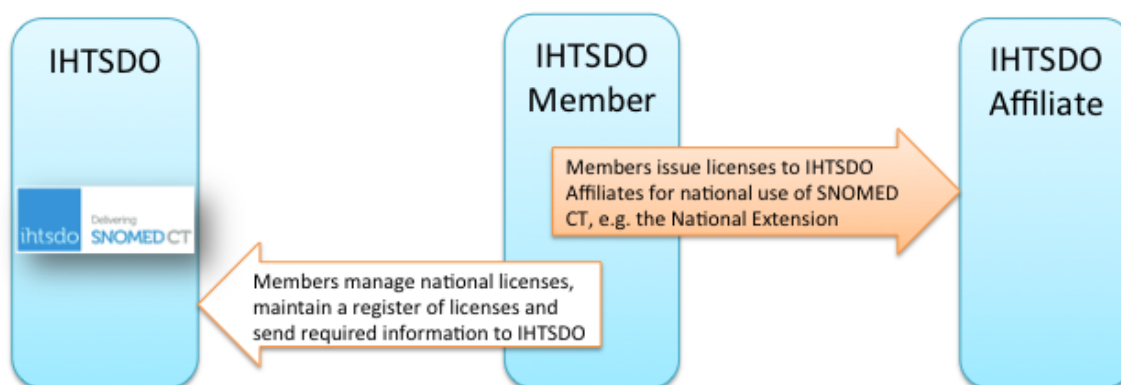 IHTSDO
IHTSDO
Member
IHTSDO
Affiliate
Members issue licenses to IHTSDO
Affiliates for national use of SNOMED
CT, e.g. the National Extension
ihtsdo
Delivering
SNOMED CT
Members manage national licenses,
maintain a register of licenses and
send required information to IHTSDO